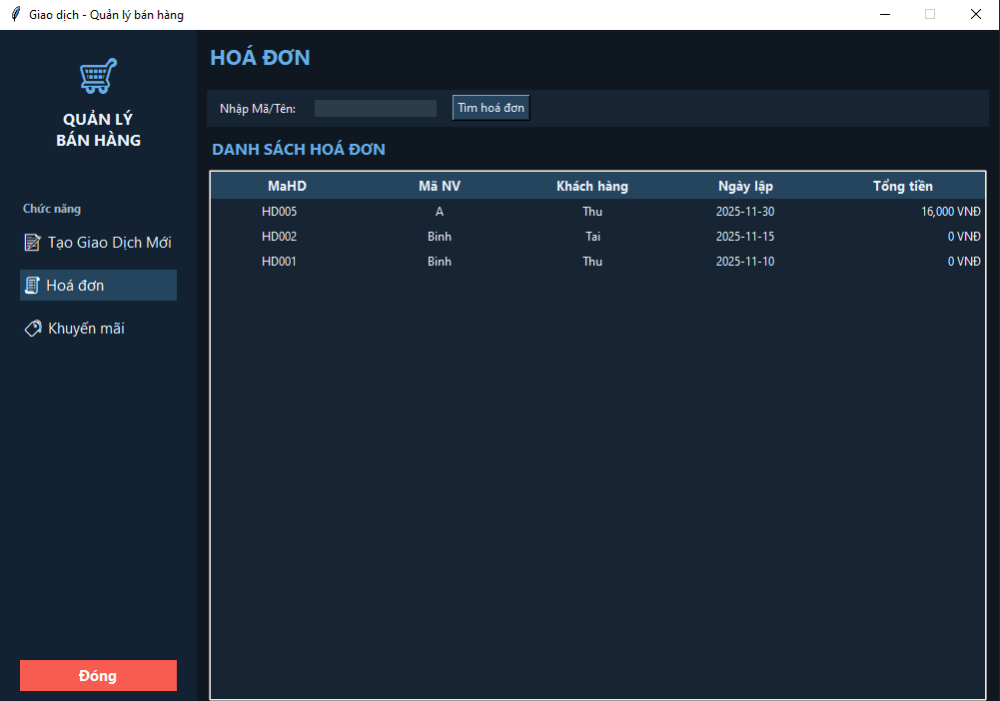 Giao dịch - Quản lý bán hàng
QUẢN LÝ
BÁN HÀNG
Chức năng
Tạo Giao Dịch Mới
Hoá đơn
Khuyến mãi
Đóng
HOÁ ĐƠN
Nhập Mã/Tên:
Tìm hoá đơn
DANH SÁCH HOÁ ĐƠN
MaHD Mã NV Khách hàng Ngày lập Tổng tiền
HD005 A Thu 2025-11-30 16,000 VNĐ
HD002 Binh Tai 2025-11-15 0 VNĐ
HD001 Binh Thu 2025-11-10 0 VNĐ